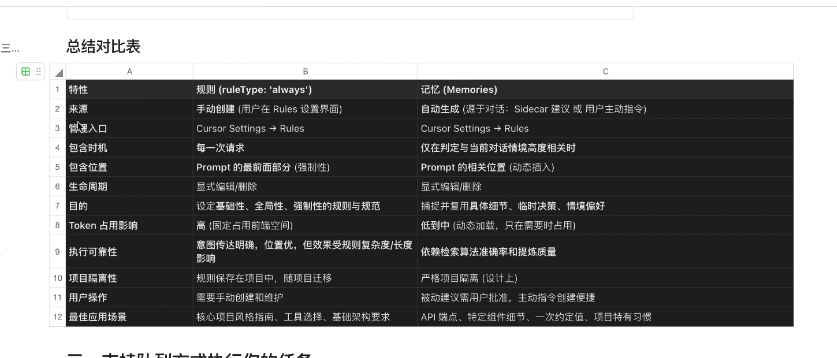 三...
总结对比表
A B C
1 特性 规则 (ruleType: 'always') 记忆 (Memories)
2 来源 手动创建 (用户在 Rules 设置界面) 自动生成 (源于对话：Sidecar 建议 或 用户主动指令)
3 管理入口 Cursor Settings → Rules Cursor Settings → Rules
4 包含时机 每一次请求 仅在判定与当前对话情境高度相关时
5 包含位置 Prompt 的最前面部分 (强制性) Prompt 的相关位置 (动态插入)
6 生命周期 显式编辑/删除 显式编辑/删除
7 目的 设定基础性、全局性、强制性的规则与规范 捕捉并复用具体细节、临时决策、情境偏好
8 Token 占用影响 高 (固定占用前端空间) 低到中 (动态加载，只在需要时占用)
9 执行可靠性 意图传达明确，位置优，但效果受规则复杂度/长度 依赖检索算法准确率和提炼质量
影响
10 项目隔离性 规则保存在项目中，随项目迁移 严格项目隔离 (设计上)
11 用户操作 需要手动创建和维护 被动建议需用户批准，主动指令创建便捷
12 最佳应用场景 核心项目风格指南、工具选择、基础架构要求 API 端点、特定组件细节、一次约定值、项目特有习惯